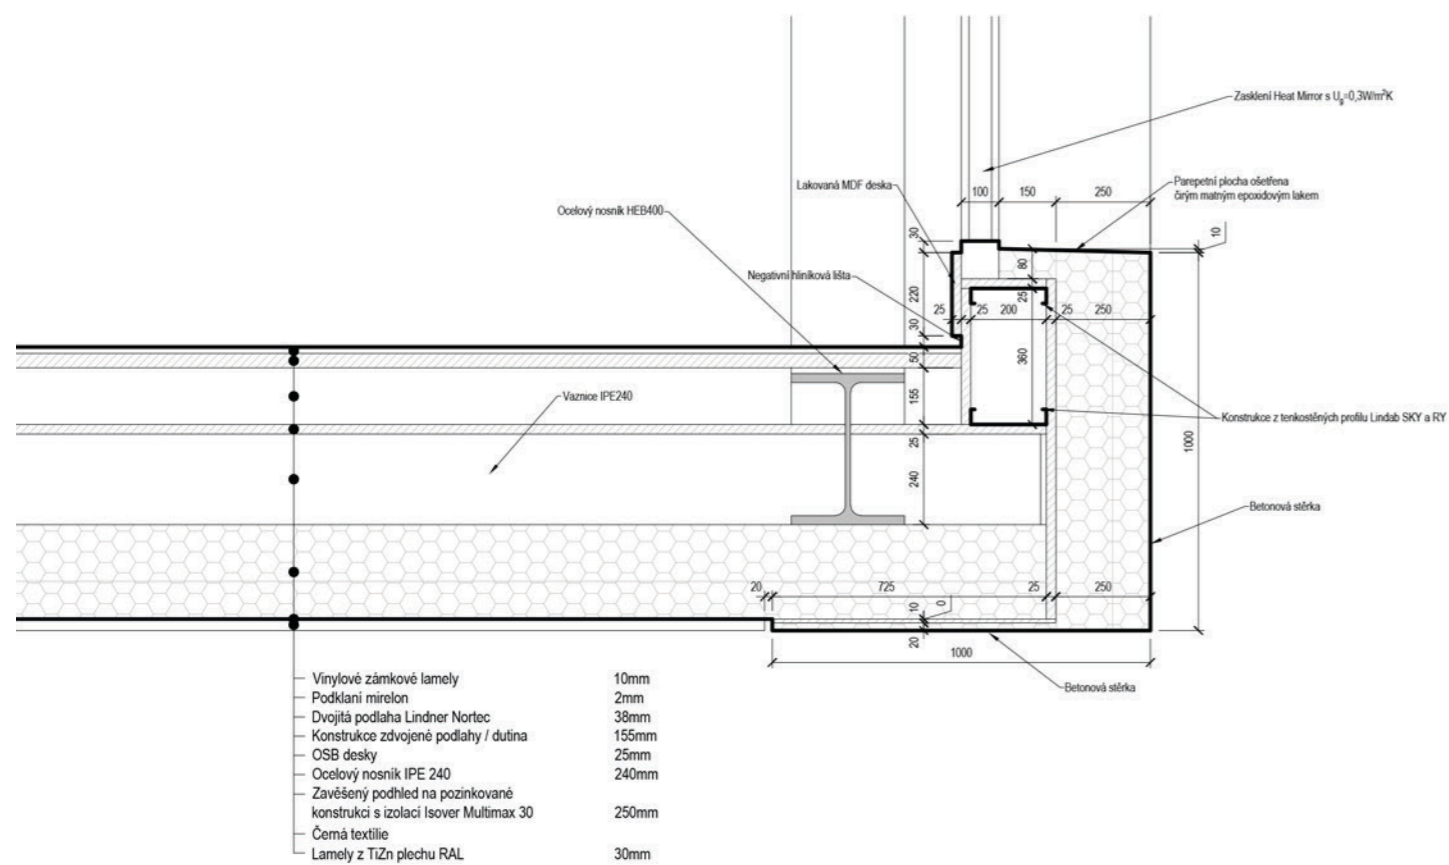 Zasklení Heat Mirror s Ug=0,3W/m²K
Lakovaná MDF deska
100 150 250
Parepetní plocha ošetřena
čirým matným epoxidovým lakem
Ocelový nosník HEB400
30
10
80
Negativní hliníková lišta
220
25
25 25 200 25 250
30
50
360
Vaznice IPE240
155
Konstrukce z tenkostěných profilu Lindab SKY a RY
25
1000
240
Betonová stěrka
20 725 25 250
10 0
20
1000
Betonová stěrka
Vinylové zámkové lamely 10mm
Podklaní mirelon 2mm
Dvojitá podlaha Lindner Nortec 38mm
Konstrukce zdvojené podlahy / dutina 155mm
OSB desky 25mm
Ocelový nosník IPE 240 240mm
Zavěšený podhled na pozinkované
konstrukci s izolací Isover Multimax 30 250mm
Černá textilie
Lamely z TiZn plechu RAL 30mm